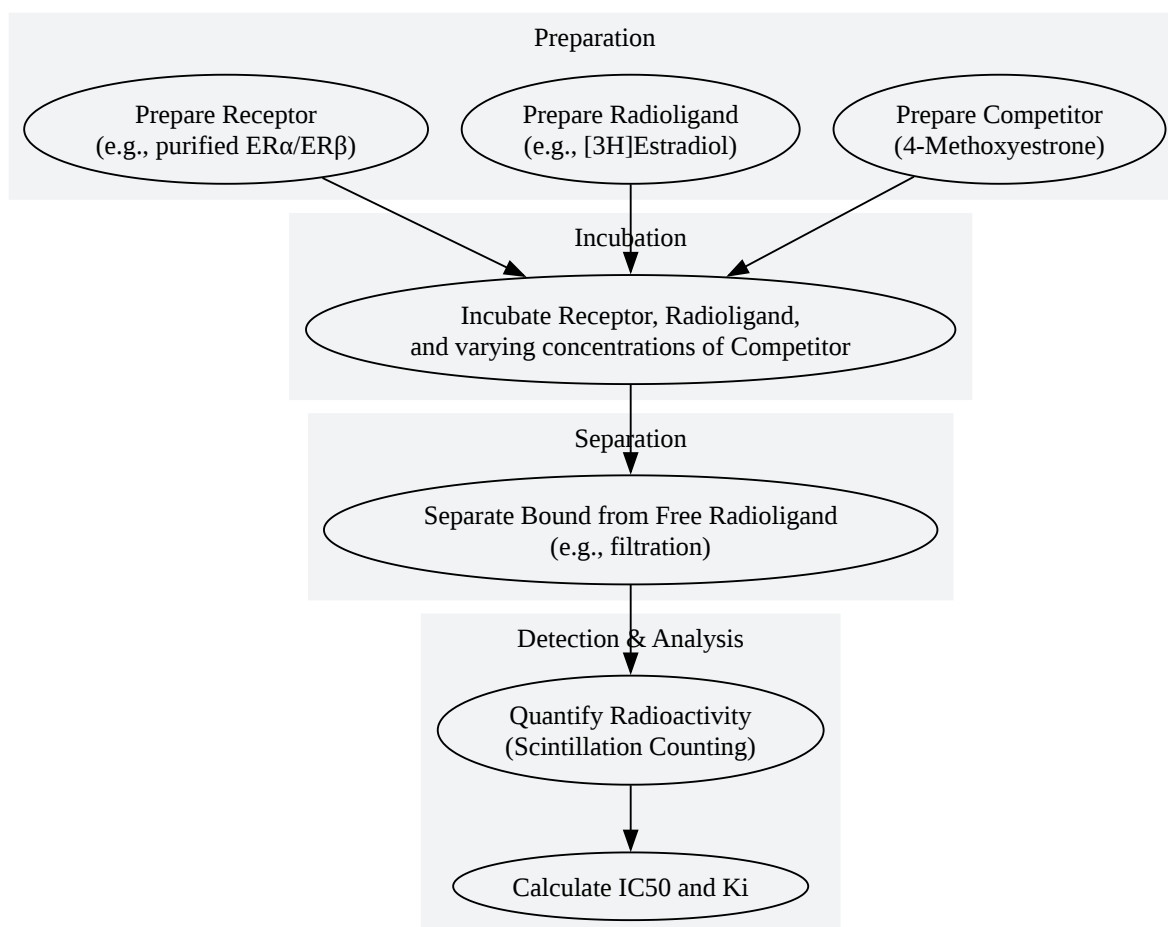 Preparation
Prepare Receptor
(e.g., purified ERα/ERβ)
Prepare Radioligand
(e.g., [3H]Estradiol)
Prepare Competitor
(4-Methoxyestrone)
Incubation
Incubate Receptor, Radioligand,
and varying concentrations of Competitor
Separation
Separate Bound from Free Radioligand
(e.g., filtration)
Detection & Analysis
Quantify Radioactivity
(Scintillation Counting)
Calculate IC50 and Ki